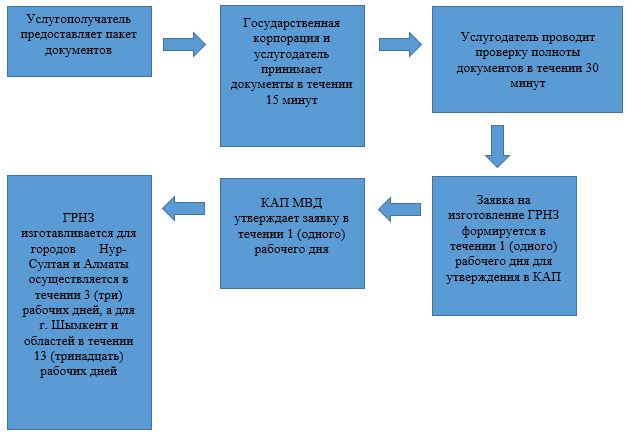 Услугополучатель
предоставляет пакет
документов
Государственная
корпорация и
услугодатель
принимает
документы в течении
15 минут
Услугодатель проводит
проверку полноты
документов в течении 30
минут
Заявка на
изготовление ГРНЗ
формируется в
течении 1 (одного)
рабочего дня для
утверждения в КАП
КАП МВД
утверждает заявку в
течении 1 (одного)
рабочего дня
ГРНЗ
изготавливается для
городов Нур-
Султан и Алматы
осуществляется в
течении 3 (три)
рабочих дней, а для
г. Шымкент и
областей в течении
13 (тринадцать)
рабочих дней